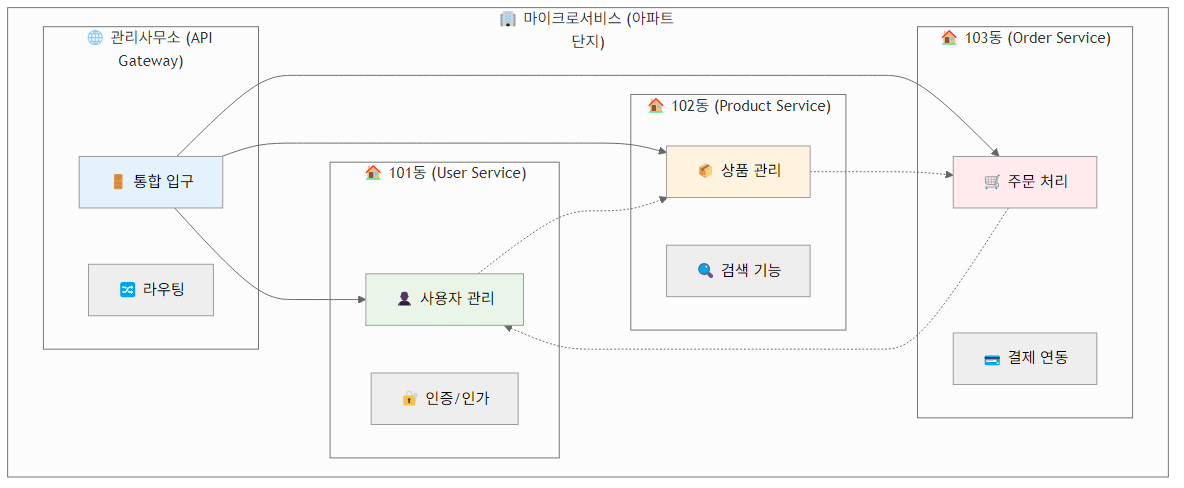 🏢 마이크로서비스 (아파트
단지)
🌐 관리사무소 (API
Gateway)
🚪 통합 입구
🔀 라우팅
🏠 101동 (User Service)
👤 사용자 관리
🔐 인증/인가
🏠 102동 (Product Service)
📦 상품 관리
🔍 검색 기능
🏠 103동 (Order Service)
🛒 주문 처리
💳 결제 연동